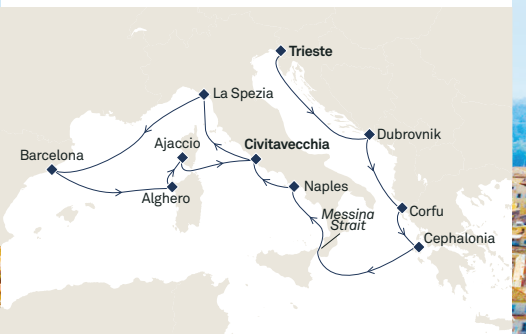 Trieste
La Spezia
Dubrovnik
Ajaccio
Civitavecchia
Barcelona
Naples
Alghero
Messina
Strait
Corfu
Cephalonia